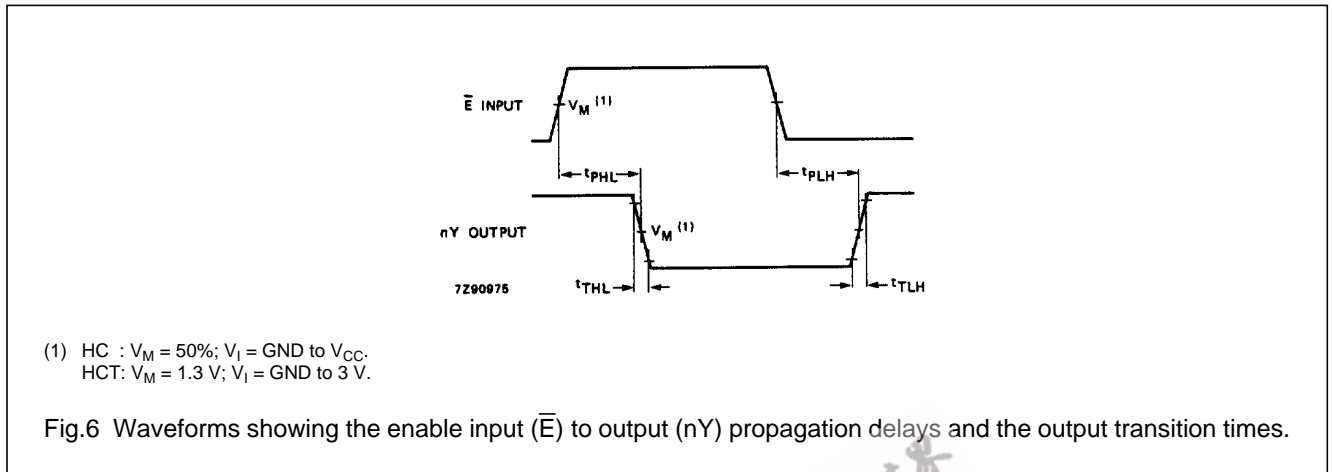 E̅ INPUT
V_M (1)
t_PHL
t_PLH
nY OUTPUT
V_M (1)
7Z90975
t_THL
t_TLH
(1) HC : V_M = 50%; V_I = GND to V_CC.
HCT: V_M = 1.3 V; V_I = GND to 3 V.
Fig.6 Waveforms showing the enable input (E̅) to output (nY) propagation delays and the output transition times.